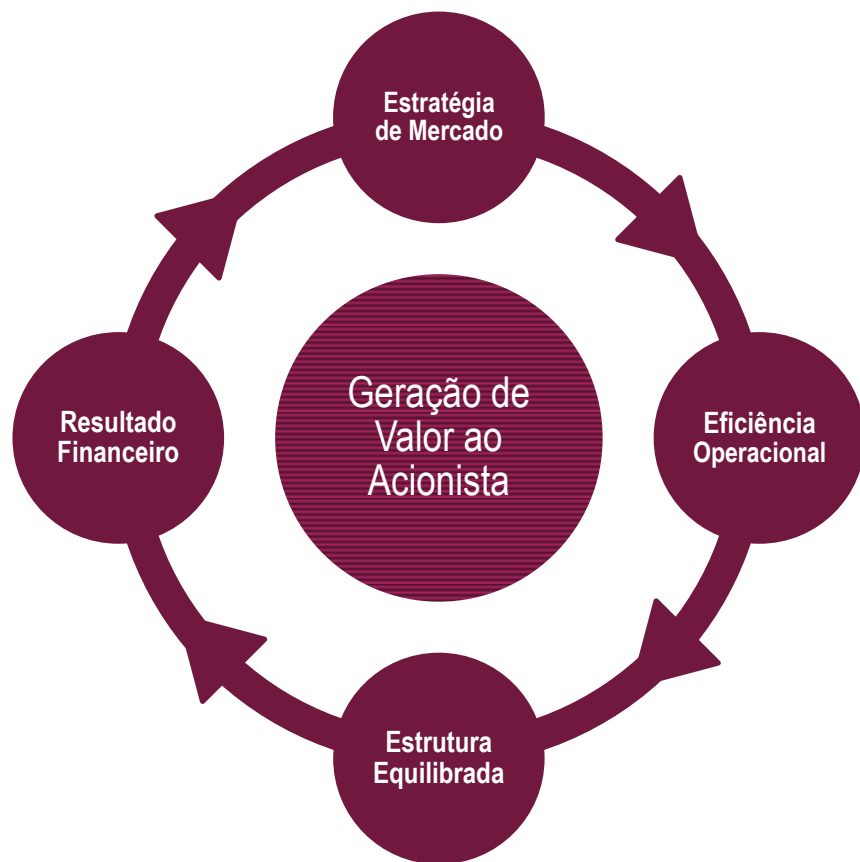 Estratégia
de Mercado
Geração de
Valor ao
Acionista
Resultado
Financeiro
Eficiência
Operacional
Estrutura
Equilibrada